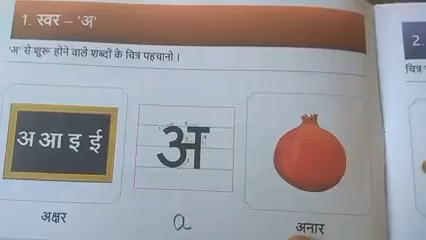 1. स्वर – 'अ'
'अ' से शुरू होने वाले शब्दों के चित्र पहचानो ।
अ आ इ ई
अ
अक्षर
a
अनार
2.
चित्र